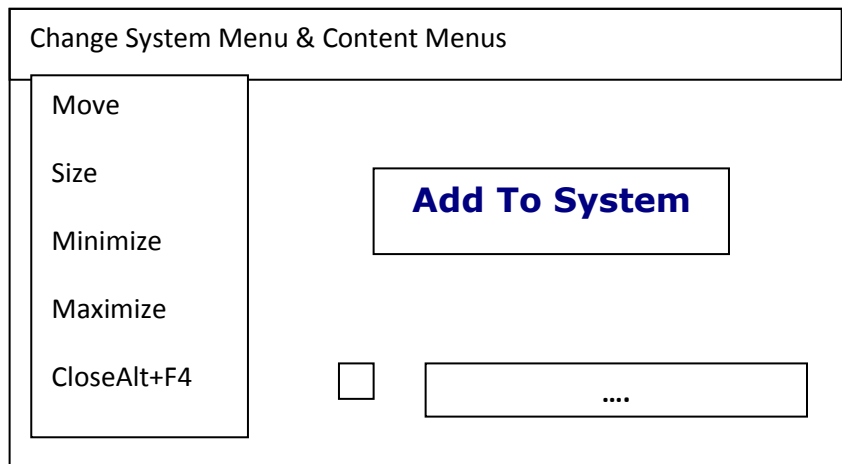 Change System Menu & Content Menus
Move
Size
Add To System
Minimize
Maximize
CloseAlt+F4
....